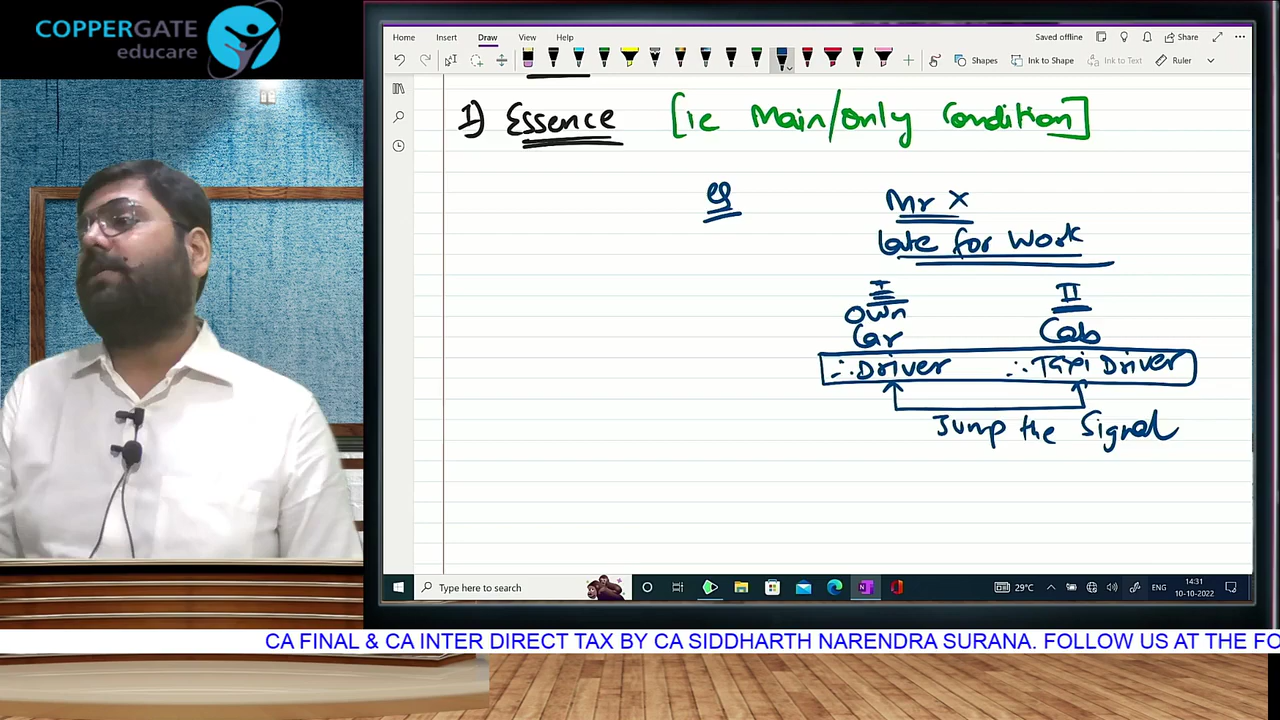 COPPERGATE
educare
Home Insert Draw View Help
Saved offline Share
Shapes Ink to Shape Ink to Text Ruler
I) Essence [ie Main/only Condition]
eg Mr X
late for work
I II
Own Cab
Car
∴Driver ∴Taxi Driver
Jump the Signal
Type here to search
29°C ENG 14:31
10-10-2022
CA FINAL & CA INTER DIRECT TAX BY CA SIDDHARTH NARENDRA SURANA. FOLLOW US AT THE FO